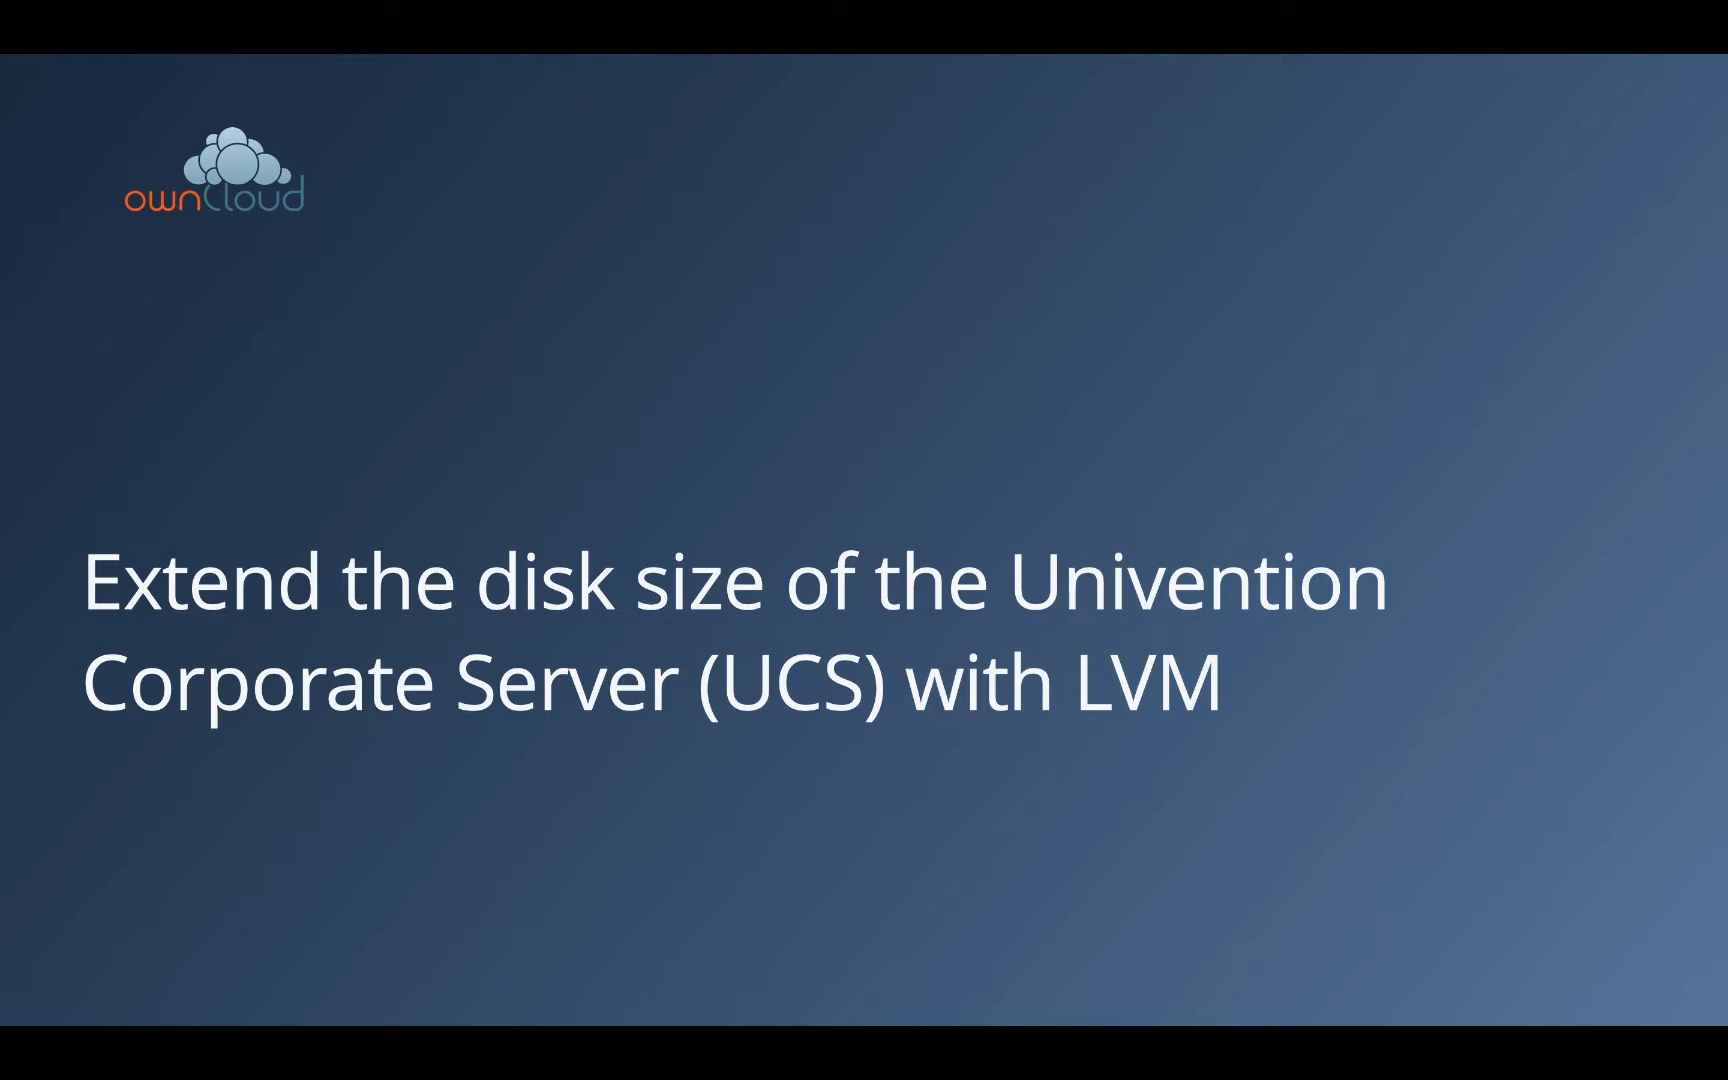 ownCloud
Extend the disk size of the Univention
Corporate Server (UCS) with LVM